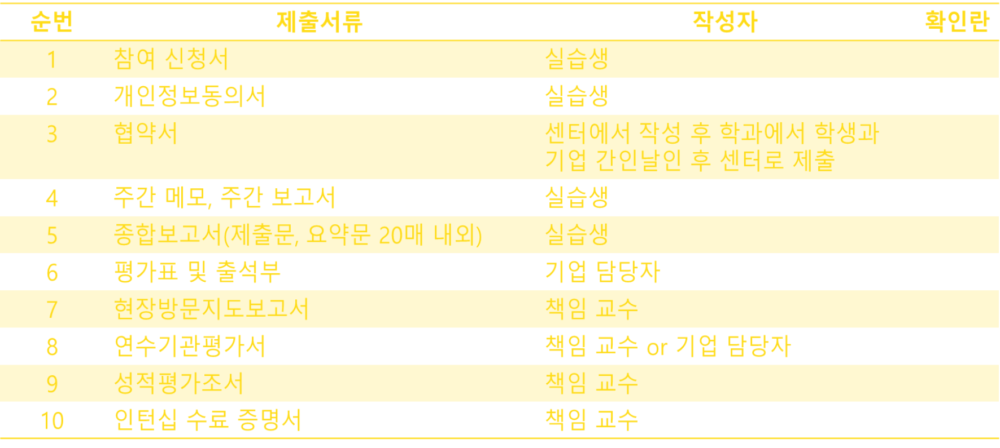 순번 제출서류 작성자 확인란
1 참여 신청서 실습생
2 개인정보동의서 실습생
3 협약서 센터에서 작성 후 학과에서 학생과
기업 간인날인 후 센터로 제출
4 주간 메모, 주간 보고서 실습생
5 종합보고서(제출문, 요약문 20매 내외) 실습생
6 평가표 및 출석부 기업 담당자
7 현장방문지도보고서 책임 교수
8 연수기관평가서 책임 교수 or 기업 담당자
9 성적평가조서 책임 교수
10 인턴십 수료 증명서 책임 교수